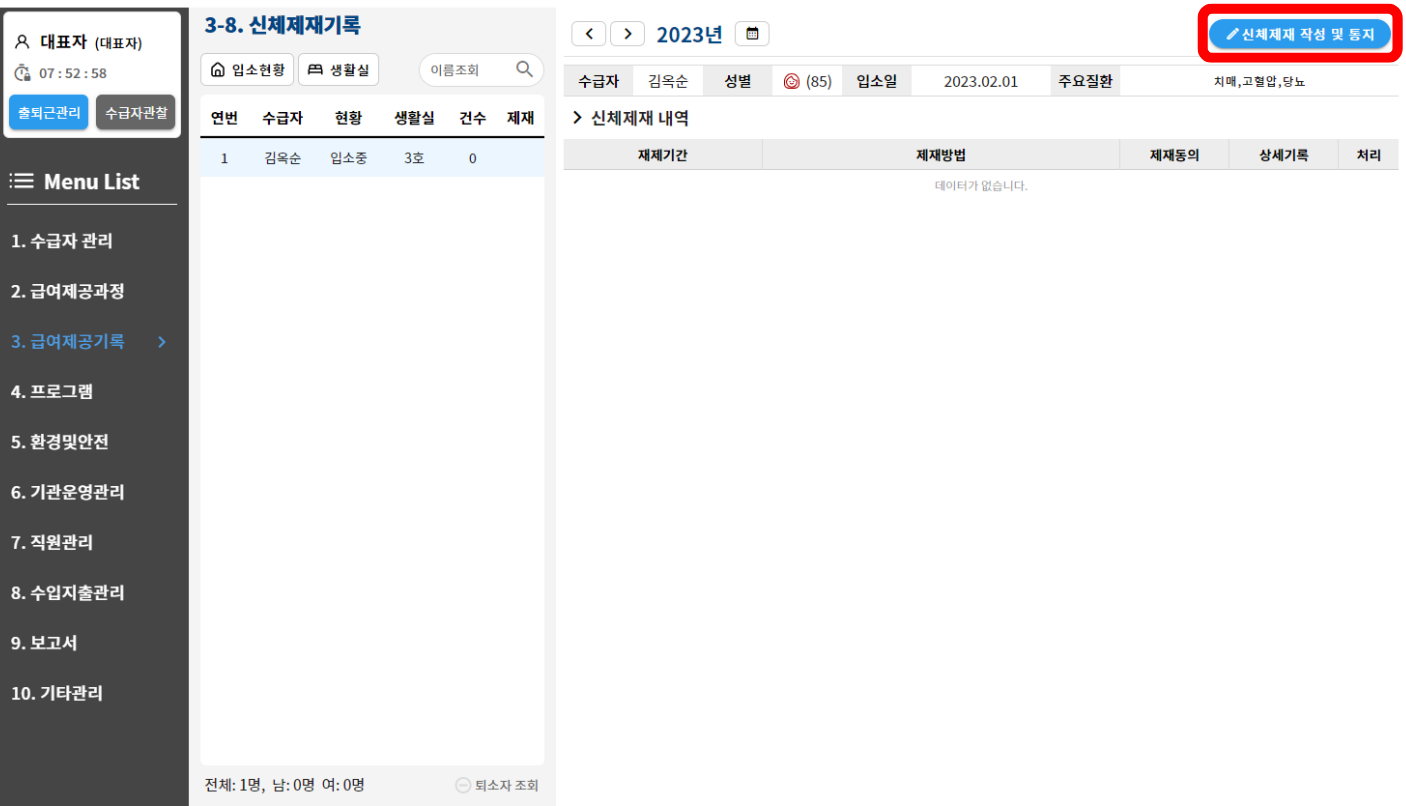 대표자 (대표자)
07 : 52 : 58
출퇴근관리 수급자관찰
Menu List
1. 수급자 관리
2. 급여제공과정
3. 급여제공기록
4. 프로그램
5. 환경및안전
6. 기관운영관리
7. 직원관리
8. 수입지출관리
9. 보고서
10. 기타관리
3-8. 신체제재기록
입소현황 생활실 이름조회
연번 수급자 현황 생활실 건수 제재
1 김옥순 입소중 3호 0
전체: 1명, 남: 0명 여: 0명 퇴소자 조회
2023년 신체제재 작성 및 통지
수급자 김옥순 성별 (85) 입소일 2023.02.01 주요질환 치매,고혈압,당뇨
신체제재 내역
재제기간 제재방법 제재동의 상세기록 처리
데이터가 없습니다.